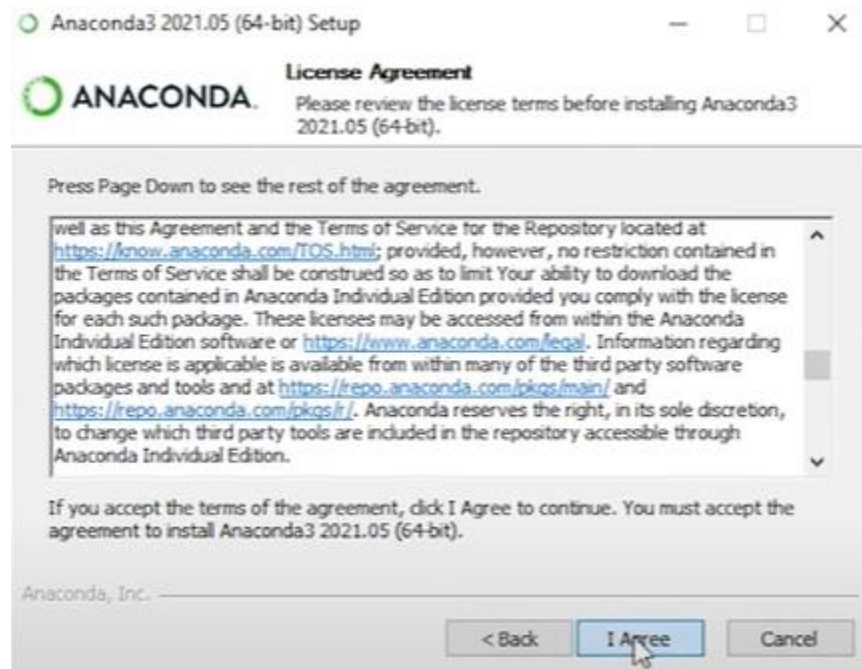 Anaconda3 2021.05 (64-bit) Setup
ANACONDA.
License Agreement
Please review the license terms before installing Anaconda3
2021.05 (64-bit).
Press Page Down to see the rest of the agreement.
well as this Agreement and the Terms of Service for the Repository located at
https://know.anaconda.com/TOS.html; provided, however, no restriction contained in
the Terms of Service shall be construed so as to limit Your ability to download the
packages contained in Anaconda Individual Edition provided you comply with the license
for each such package. These licenses may be accessed from within the Anaconda
Individual Edition software or https://www.anaconda.com/legal. Information regarding
which license is applicable is available from within many of the third party software
packages and tools and at https://repo.anaconda.com/pkgs/main/ and
https://repo.anaconda.com/pkgs/r/. Anaconda reserves the right, in its sole discretion,
to change which third party tools are included in the repository accessible through
Anaconda Individual Edition.
If you accept the terms of the agreement, click I Agree to continue. You must accept the
agreement to install Anaconda3 2021.05 (64-bit).
Anaconda, Inc.
< Back I Agree Cancel